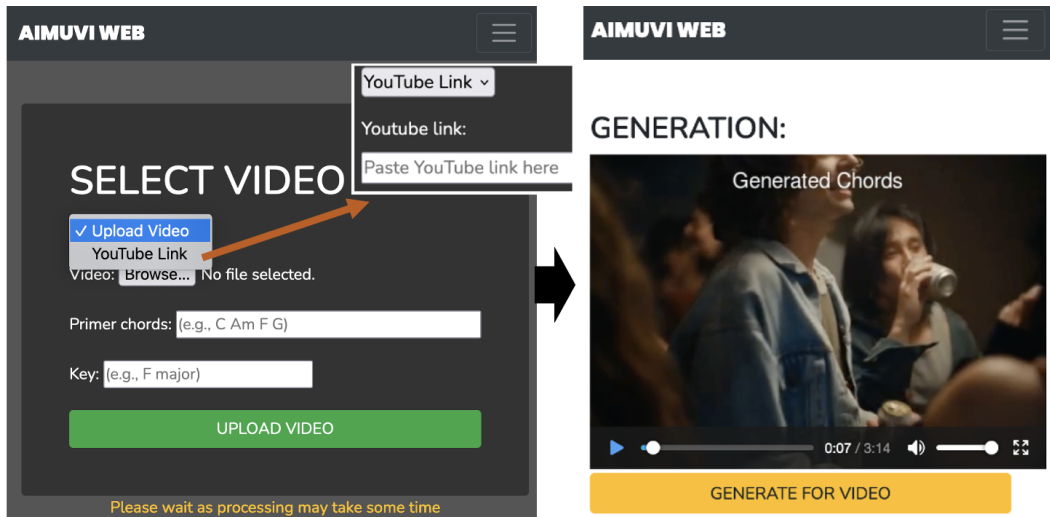 AIMUVI WEB
YouTube Link
Youtube link:
Paste YouTube link here
SELECT VIDEO
✓ Upload Video
YouTube Link
Video: Browse... No file selected.
Primer chords: (e.g., C Am F G)
Key: (e.g., F major)
UPLOAD VIDEO
Please wait as processing may take some time
AIMUVI WEB
GENERATION:
Generated Chords
0:07 / 3:14
GENERATE FOR VIDEO